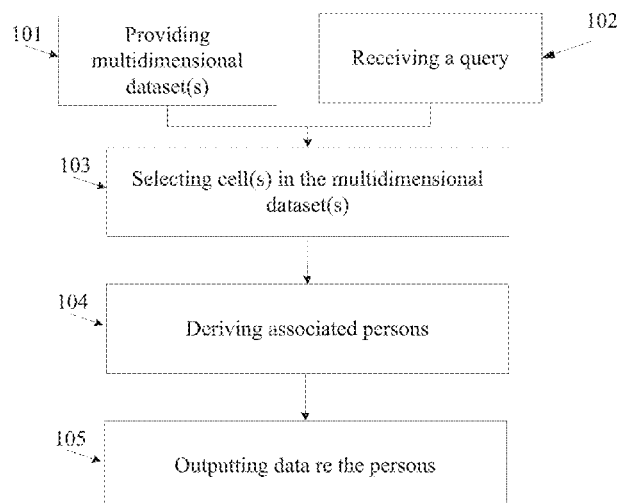 101
Providing
multidimensional
dataset(s)
102
Receiving a query
103
Selecting cell(s) in the multidimensional
dataset(s)
104
Deriving associated persons
105
Outputting data re the persons